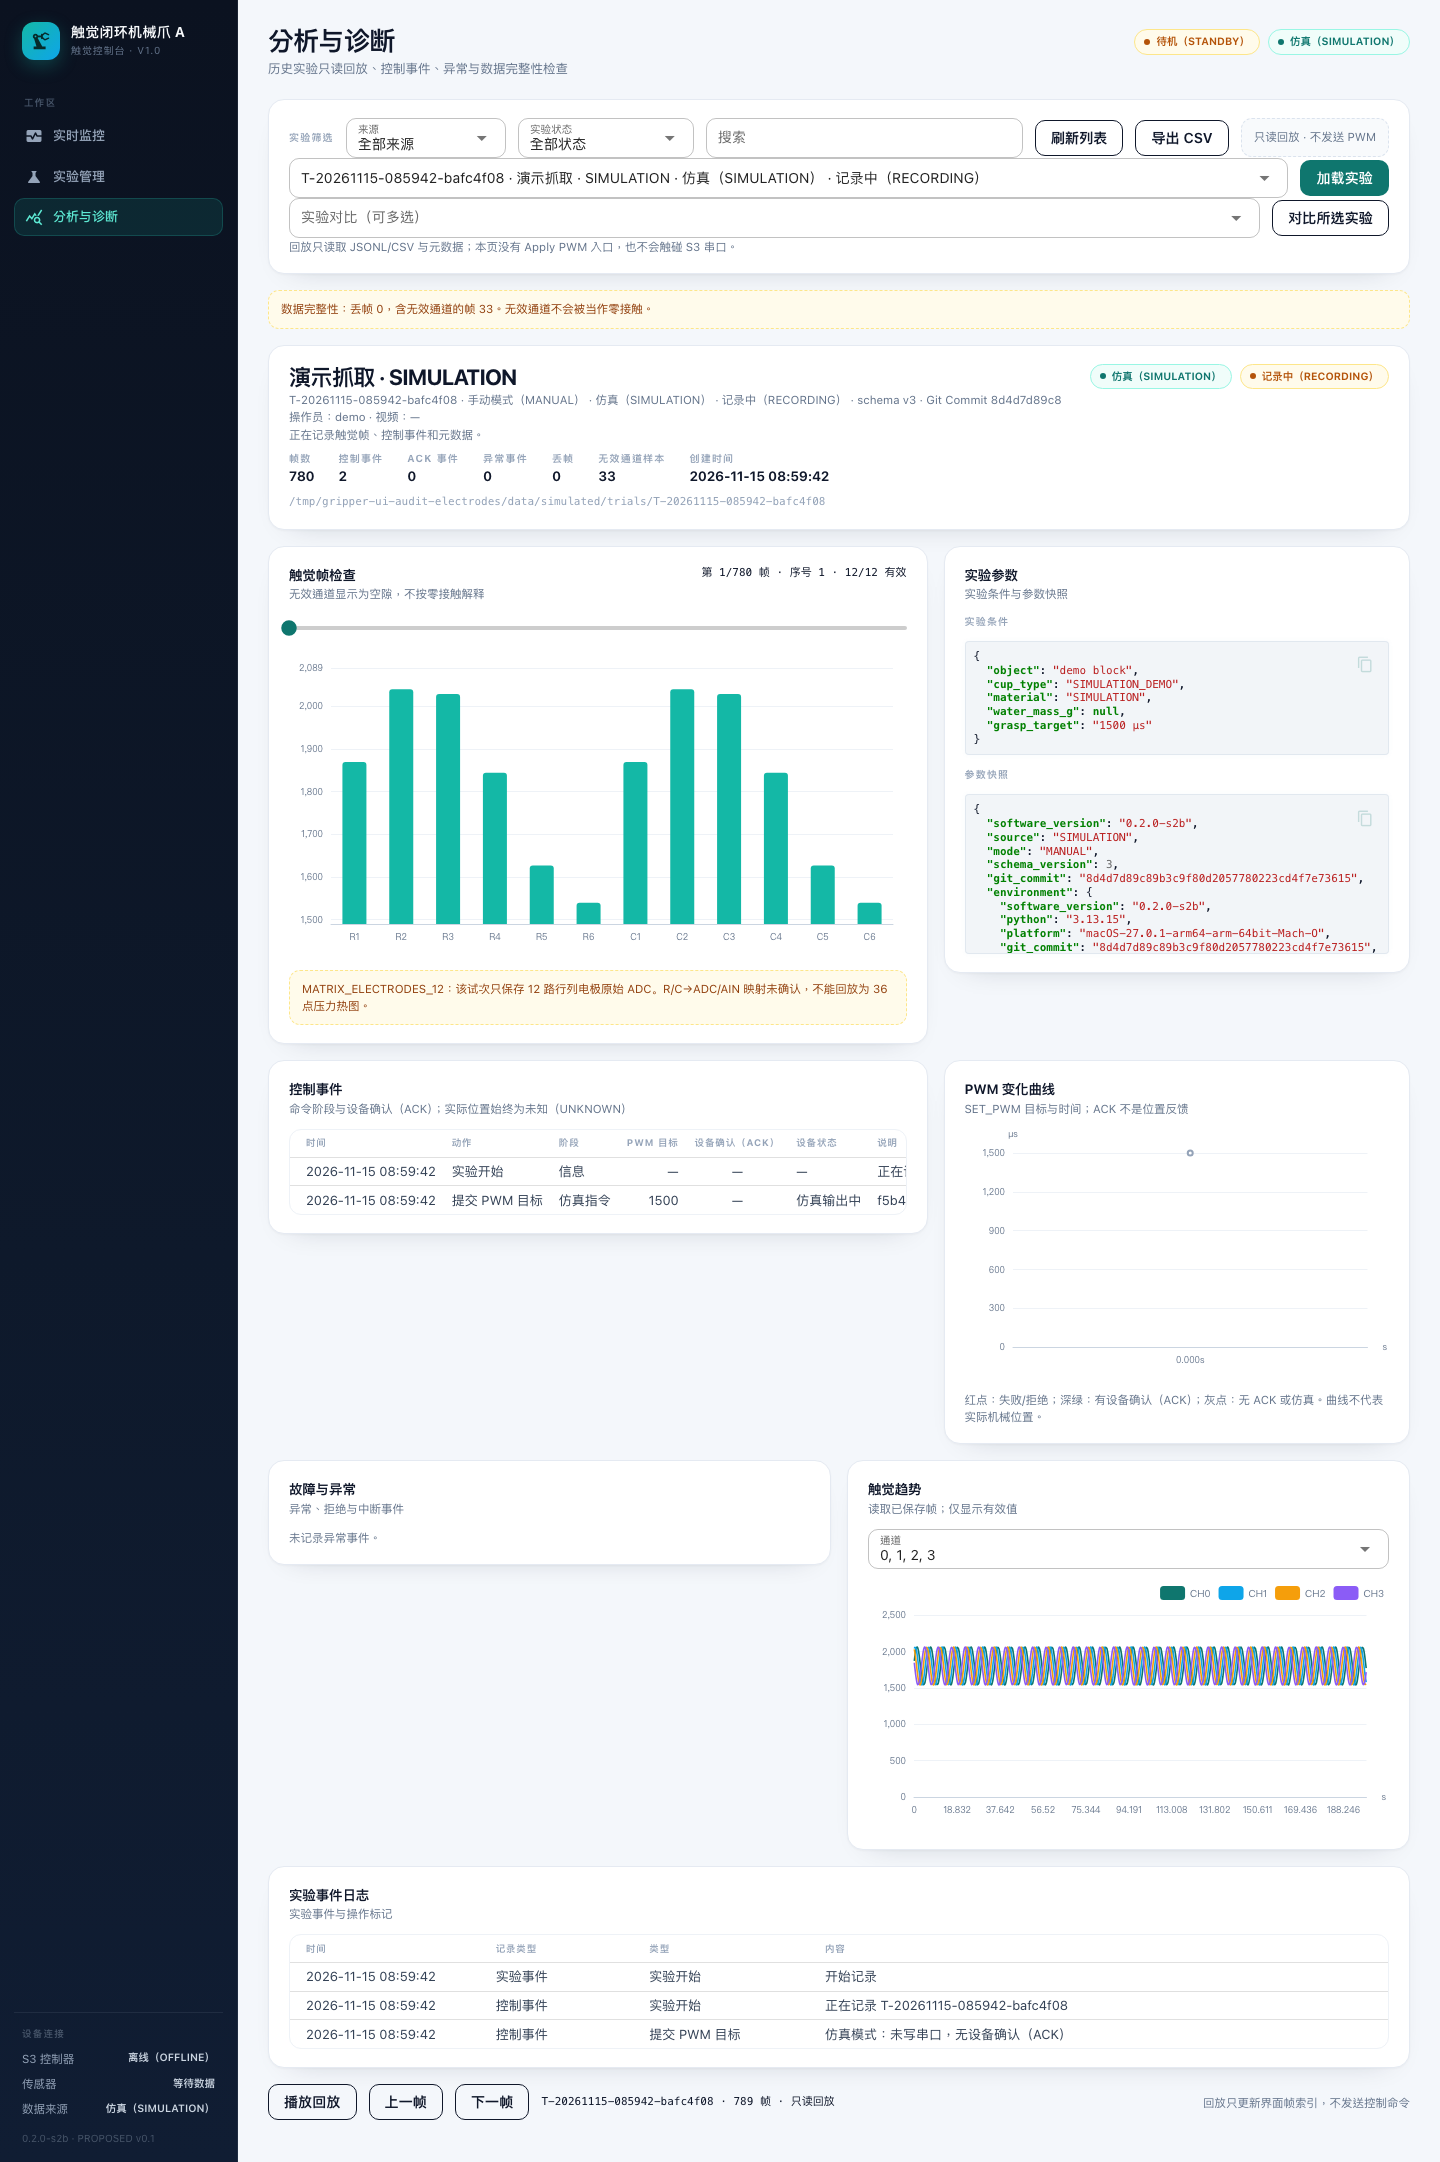 触觉闭环机械爪 A
触觉控制台 · V1.0
工作区
实时监控
实验管理
分析与诊断
分析与诊断
历史实验只读回放、控制事件、异常与数据完整性检查
待机（STANDBY）
仿真（SIMULATION）
实验筛选
来源
全部来源
实验状态
全部状态
搜索
刷新列表
导出 CSV
只读回放 · 不发送 PWM
T-20261115-085942-bafc4f08 · 演示抓取 · SIMULATION · 仿真（SIMULATION） · 记录中（RECORDING）
加载实验
实验对比（可多选）
对比所选实验
回放只读取 JSONL/CSV 与元数据；本页没有 Apply PWM 入口，也不会触碰 S3 串口。
数据完整性：丢帧 0，含无效通道的帧 33。无效通道不会被当作零接触。
演示抓取 · SIMULATION
仿真（SIMULATION）
记录中（RECORDING）
T-20261115-085942-bafc4f08 · 手动模式（MANUAL） · 仿真（SIMULATION） · 记录中（RECORDING） · schema v3 · Git Commit 8d4d7d89c8
操作员：demo · 视频：—
正在记录触觉帧、控制事件和元数据。
帧数 控制事件 ACK 事件 异常事件 丢帧 无效通道样本 创建时间
780 2 0 0 0 33 2026-11-15 08:59:42
/tmp/gripper-ui-audit-electrodes/data/simulated/trials/T-20261115-085942-bafc4f08
触觉帧检查
无效通道显示为空隙，不按零接触解释
第 1/780 帧 · 序号 1 · 12/12 有效
2,089
2,000
1,900
1,800
1,700
1,600
1,500
R1 R2 R3 R4 R5 R6 C1 C2 C3 C4 C5 C6
MATRIX_ELECTRODES_12：该试次只保存 12 路行列电极原始 ADC。R/C→ADC/AIN 映射未确认，不能回放为 36
点压力热图。
实验参数
实验条件与参数快照
实验条件
{
"object": "demo block",
"cup_type": "SIMULATION_DEMO",
"material": "SIMULATION",
"water_mass_g": null,
"grasp_target": "1500 µs"
}
参数快照
{
"software_version": "0.2.0-s2b",
"source": "SIMULATION",
"mode": "MANUAL",
"schema_version": 3,
"git_commit": "8d4d7d89c89b3c9f80d2057780223cd4f7e73615",
"environment": {
"software_version": "0.2.0-s2b",
"python": "3.13.15",
"platform": "macOS-27.0.1-arm64-arm-64bit-Mach-O",
"git_commit": "8d4d7d89c89b3c9f80d2057780223cd4f7e73615",
控制事件
命令阶段与设备确认（ACK）；实际位置始终为未知（UNKNOWN）
时间 动作 阶段 PWM 目标 设备确认（ACK） 设备状态 说明
2026-11-15 08:59:42 实验开始 信息 — — — 正在
2026-11-15 08:59:42 提交 PWM 目标 仿真指令 1500 — 仿真输出中 f5b4
PWM 变化曲线
SET_PWM 目标与时间；ACK 不是位置反馈
µs
1,500
1,200
900
600
300
0
s
0.000s
红点：失败/拒绝；深绿：有设备确认（ACK）；灰点：无 ACK 或仿真。曲线不代表
实际机械位置。
故障与异常
异常、拒绝与中断事件
未记录异常事件。
触觉趋势
读取已保存帧；仅显示有效值
通道
0, 1, 2, 3
CH0 CH1 CH2 CH3
2,500
2,000
1,500
1,000
500
0
s
0 18.832 37.642 56.52 75.344 94.191 113.008 131.802 150.611 169.436 188.246
实验事件日志
实验事件与操作标记
时间 记录类型 类型 内容
2026-11-15 08:59:42 实验事件 实验开始 开始记录
2026-11-15 08:59:42 控制事件 实验开始 正在记录 T-20261115-085942-bafc4f08
2026-11-15 08:59:42 控制事件 提交 PWM 目标 仿真模式：未写串口，无设备确认（ACK）
播放回放
上一帧
下一帧
T-20261115-085942-bafc4f08 · 789 帧 · 只读回放
回放只更新界面帧索引，不发送控制命令
设备连接
S3 控制器 离线（OFFLINE）
传感器 等待数据
数据来源 仿真（SIMULATION）
0.2.0-s2b · PROPOSED v0.1